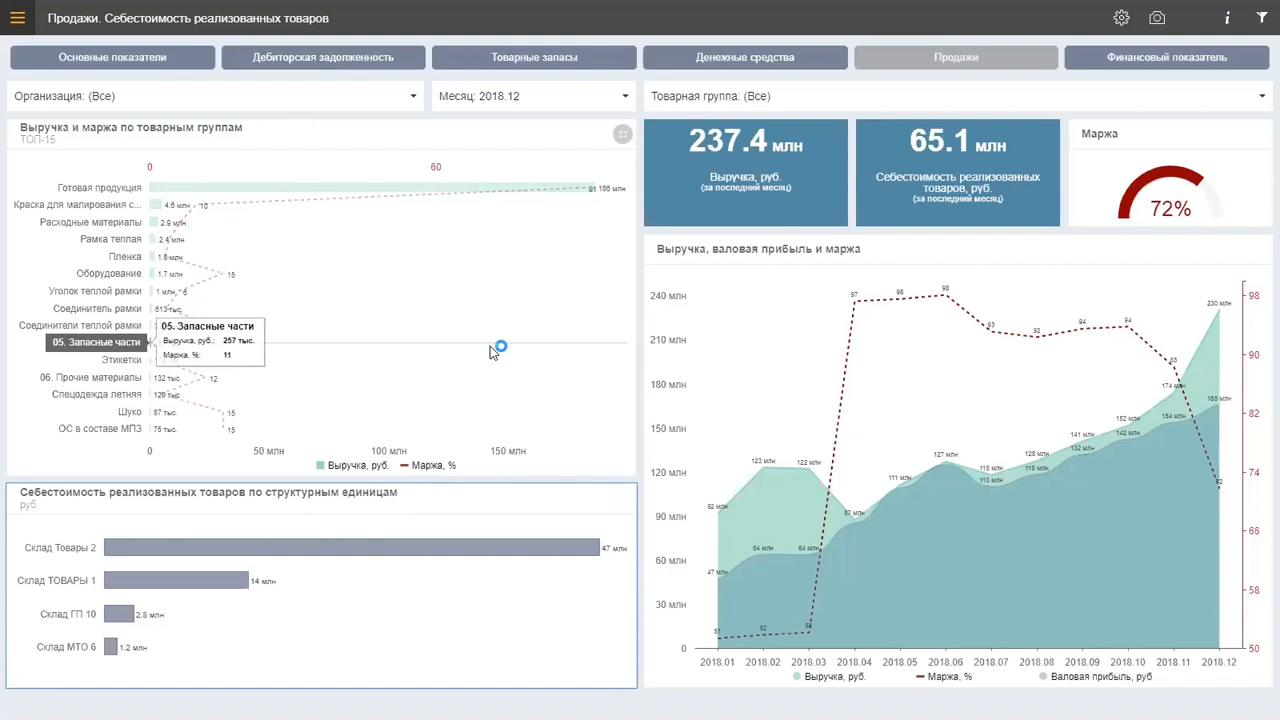 Продажи. Себестоимость реализованных товаров
Основные показатели
Дебиторская задолженность
Товарные запасы
Денежные средства
Продажи
Финансовый показатель
Организация: (Все)
Месяц: 2018.12
Товарная группа: (Все)
Выручка и маржа по товарным группам
ТОП-15
0 60
Готовая продукция 91 186 млн
Краска для малирования с... 4.6 млн 10
Расходные материалы 2.9 млн
Рамка теплая 2.4 млн
Пленка 1.8 млн
Оборудование 1.7 млн 15
Уголок теплой рамки 1 млн 6
Соединитель рамки 613 тыс.
Соединители теплой рамки
05. Запасные части
Этикетки
06. Прочие материалы 132 тыс. 12
Спецодежда летняя 120 тыс.
Шуко 87 тыс. 15
ОС в составе МПЗ 75 тыс. 15
0 50 млн 100 млн 150 млн
Выручка, руб. Маржа, %
05. Запасные части
Выручка, руб.: 257 тыс.
Маржа, %: 11
Себестоимость реализованных товаров по структурным единицам
руб.
Склад Товары 2 47 млн
Склад ТОВАРЫ 1 14 млн
Склад ГП 10 2.8 млн
Склад МТО 6 1.2 млн
237.4 млн
Выручка, руб.
(за последний месяц)
65.1 млн
Себестоимость реализованных
товаров, руб.
(за последний месяц)
Маржа
72%
Выручка, валовая прибыль и маржа
240 млн
210 млн
180 млн
150 млн
120 млн
90 млн
60 млн
30 млн
0
92 млн 123 млн 122 млн 87 млн 111 млн 127 млн 118 млн 128 млн 141 млн 152 млн 174 млн 230 млн
47 млн 64 млн 64 млн 110 млн 118 млн 132 млн 142 млн 154 млн 165 млн
51 52 53 97 98 98 93 92 94 94 88 72
98
90
82
74
66
58
50
2018.01 2018.02 2018.03 2018.04 2018.05 2018.06 2018.07 2018.08 2018.09 2018.10 2018.11 2018.12
Выручка, руб. Маржа, % Валовая прибыль, руб